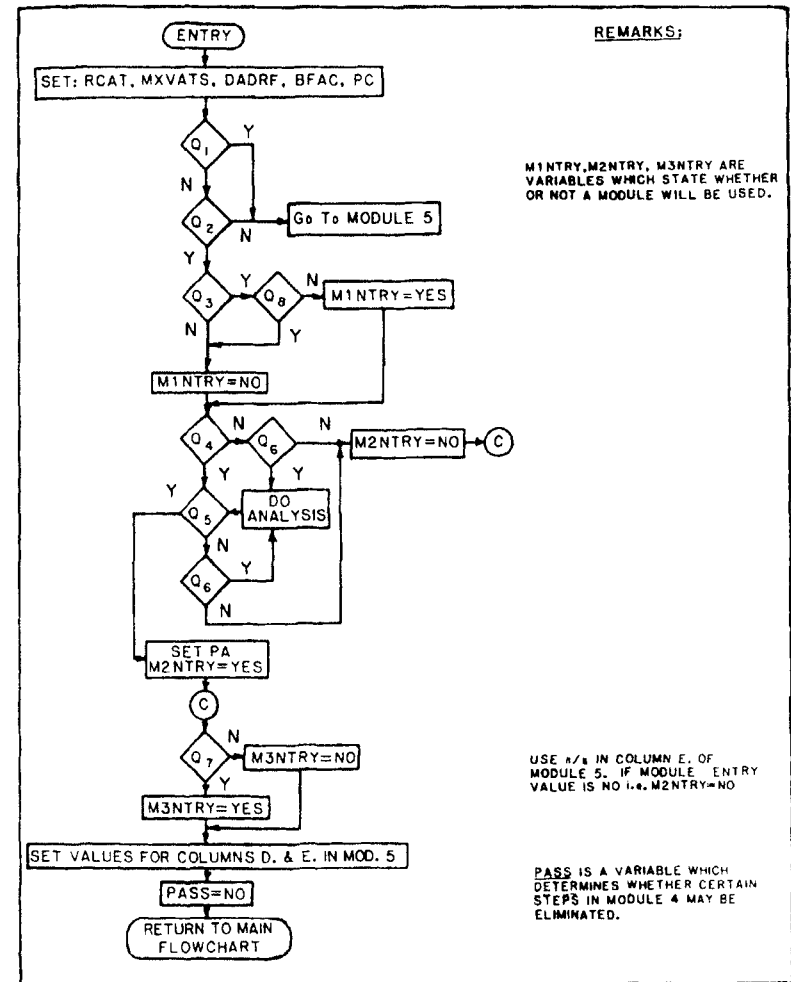 ENTRY
REMARKS:
SET: RCAT, MXVATS, DADRF, BFAC, PC
Q1
Y
N
M1NTRY, M2NTRY, M3NTRY ARE
VARIABLES WHICH STATE WHETHER
OR NOT A MODULE WILL BE USED.
Q2
N
Go To MODULE 5
Y
Q3
Y
Q8
N
M1NTRY=YES
N
Y
M1NTRY=NO
Q4
N
Q6
N
M2NTRY=NO
C
Y
Y
Y
DO
ANALYSIS
Q5
N
Q6
Y
N
SET PA
M2NTRY=YES
C
Q7
N
M3NTRY=NO
Y
M3NTRY=YES
USE n/a IN COLUMN E. OF
MODULE 5. IF MODULE ENTRY
VALUE IS NO i.e. M2NTRY=NO
SET VALUES FOR COLUMNS D. & E. IN MOD. 5
PASS=NO
PASS IS A VARIABLE WHICH
DETERMINES WHETHER CERTAIN
STEPS IN MODULE 4 MAY BE
ELIMINATED.
RETURN TO MAIN
FLOWCHART